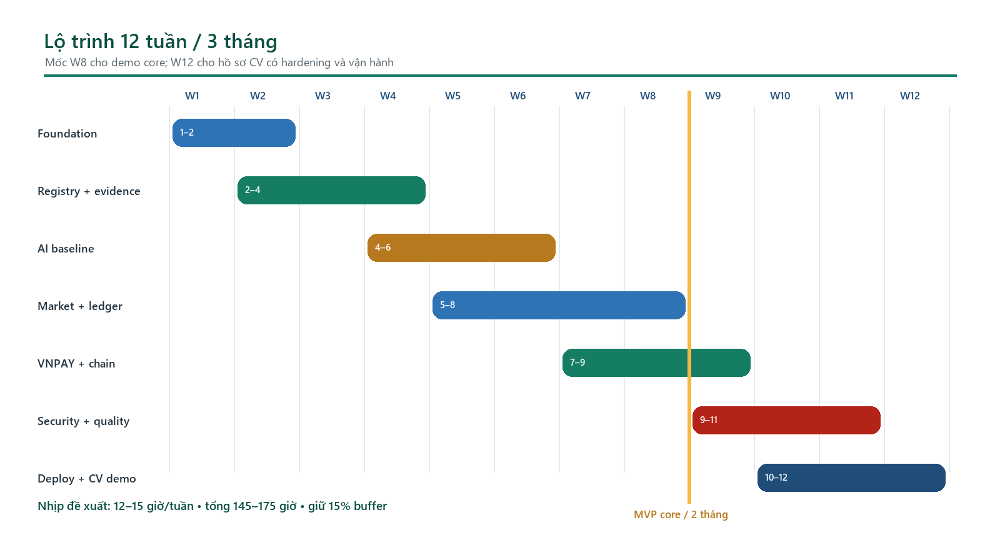 Lộ trình 12 tuần / 3 tháng
Mốc W8 cho demo core; W12 cho hồ sơ CV có hardening và vận hành
W1 W2 W3 W4 W5 W6 W7 W8 W9 W10 W11 W12
Foundation 1–2
Registry + evidence 2–4
AI baseline 4–6
Market + ledger 5–8
VNPAY + chain 7–9
Security + quality 9–11
Deploy + CV demo 10–12
Nhịp đề xuất: 12–15 giờ/tuần • tổng 145–175 giờ • giữ 15% buffer
MVP core / 2 tháng